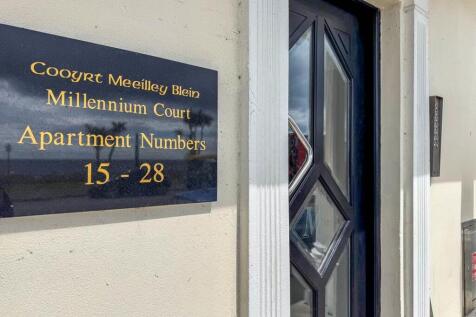 Cooyrt Meeilley Blein
Millennium Court
Apartment Numbers
15 - 28